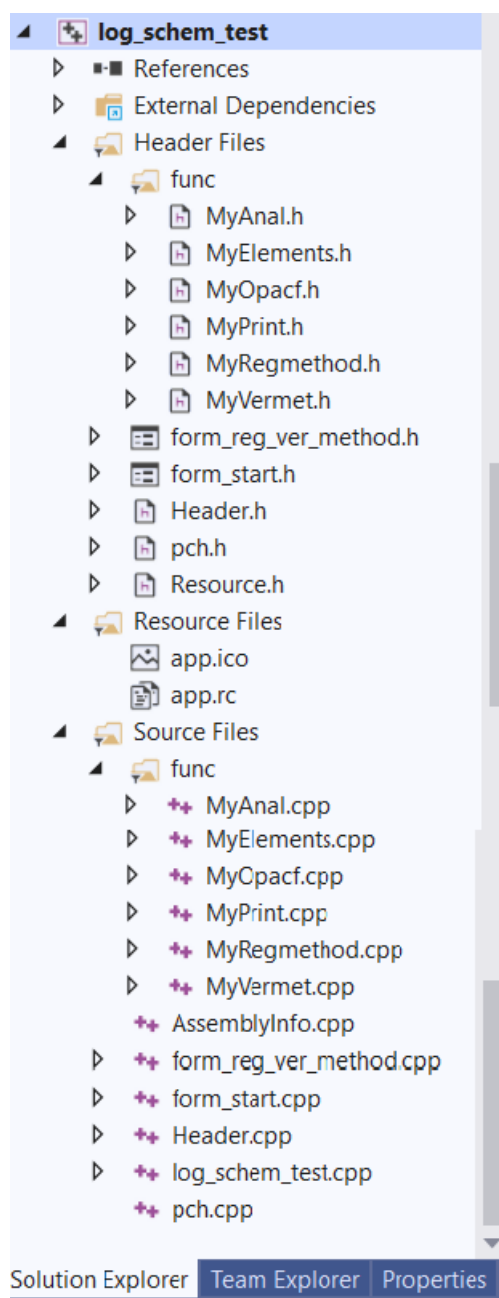 log_schem_test
References
External Dependencies
Header Files
func
MyAnal.h
MyElements.h
MyOpacf.h
MyPrint.h
MyRegmethod.h
MyVermet.h
form_reg_ver_method.h
form_start.h
Header.h
pch.h
Resource.h
Resource Files
app.ico
app.rc
Source Files
func
MyAnal.cpp
MyElements.cpp
MyOpacf.cpp
MyPrint.cpp
MyRegmethod.cpp
MyVermet.cpp
AssemblyInfo.cpp
form_reg_ver_method.cpp
form_start.cpp
Header.cpp
log_schem_test.cpp
pch.cpp
Solution Explorer Team Explorer Properties